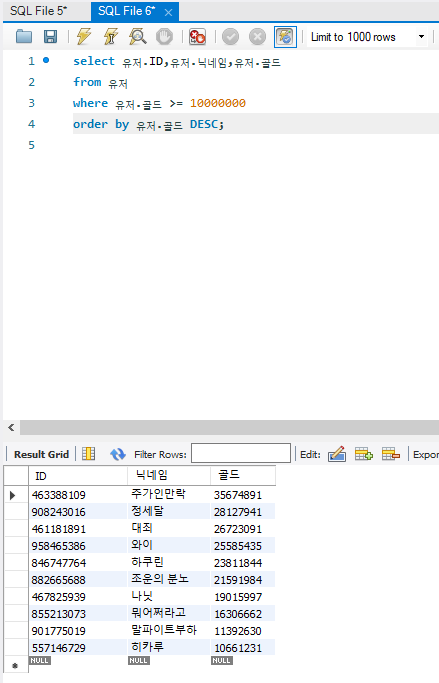 SQL File 5* SQL File 6*
Limit to 1000 rows
1 select 유저.ID,유저.닉네임,유저.골드
2 from 유저
3 where 유저.골드 >= 10000000
4 order by 유저.골드 DESC;
5
Result Grid Filter Rows: Edit: Expor
ID 닉네임 골드
463388109 주가인만락 35674891
908243016 정세달 28127941
461181891 대죄 26723091
958465386 와이 25585435
846747764 하쿠린 23811844
882665688 조운의 분노 21591984
467825939 나닛 19015997
855213073 뭐어쩌라고 16306662
901775019 말파이트부하 11392630
557146729 히카루 10661231
NULL NULL NULL